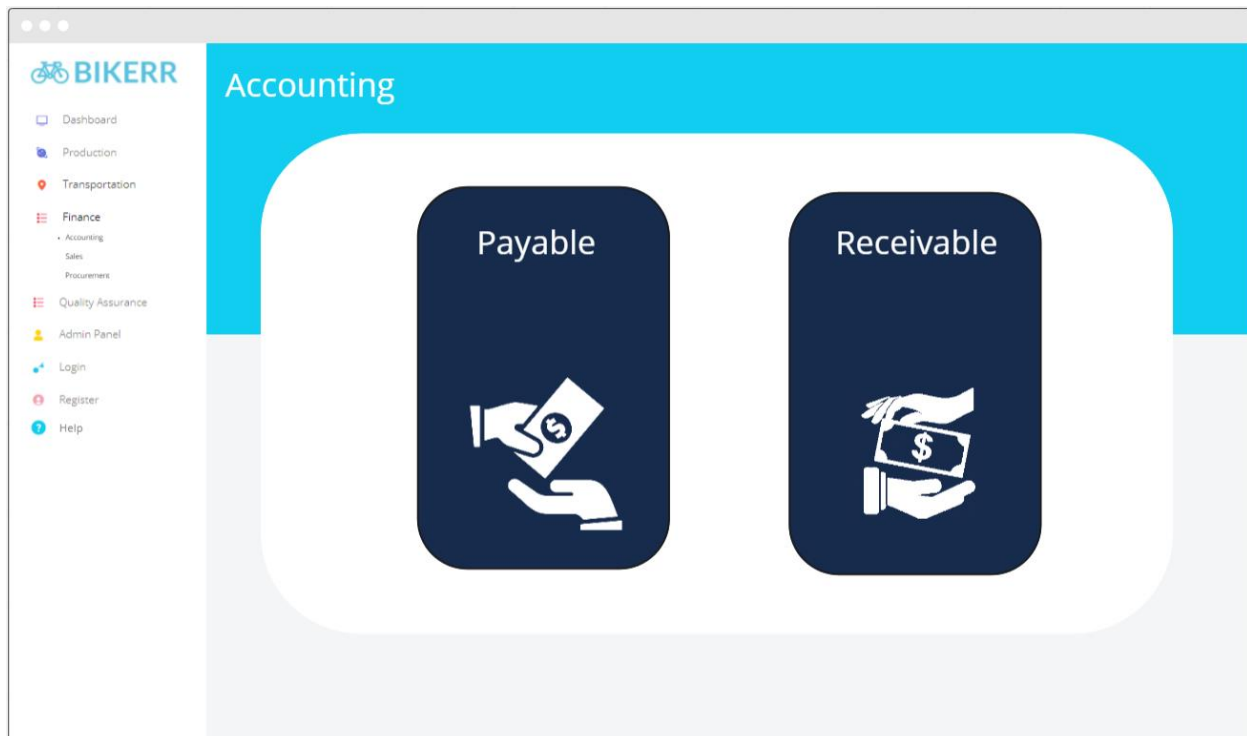 BIKERR
Dashboard
Production
Transportation
Finance
Accounting
Sales
Procurement
Quality Assurance
Admin Panel
Login
Register
? Help
Accounting
Payable
$
Receivable
$